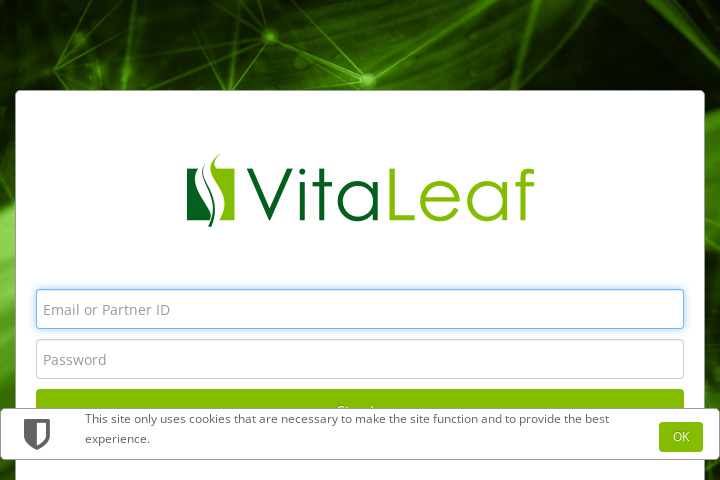 VitaLeaf
Email or Partner ID
Password
This site only uses cookies that are necessary to make the site function and to provide the best
experience.
OK